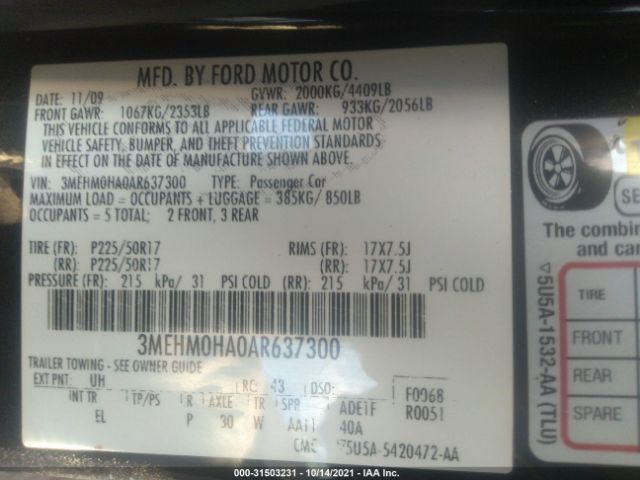 MFD. BY FORD MOTOR CO.
DATE: 11/09 GVWR: 2000KG/4409LB
FRONT GAWR: 1067KG/2353LB REAR GAWR: 933KG/2056LB
THIS VEHICLE CONFORMS TO ALL APPLICABLE FEDERAL MOTOR
VEHICLE SAFETY, BUMPER, AND THEFT PREVENTION STANDARDS
IN EFFECT ON THE DATE OF MANUFACTURE SHOWN ABOVE.
VIN: 3MEHM0HA0AR637300 TYPE: Passenger Car
MAXIMUM LOAD = OCCUPANTS + LUGGAGE = 385KG/ 850LB
OCCUPANTS = 5 TOTAL; 2 FRONT, 3 REAR
TIRE (FR): P225/50R17 RIMS (FR): 17X7.5J
(RR): P225/50R17 (RR): 17X7.5J
PRESSURE (FR): 215 kPa/ 31 PSI COLD (RR): 215 kPa/ 31 PSI COLD
3MEHM0HA0AR637300
TRAILER TOWING - SEE OWNER GUIDE
EXT PNT: UH RC: 43 DSO: F0068
R0051
INT TR TP/PS R AXLE TR SPR ADE1F
EL P 30 W AA11 40A
▽5U5A-5420472-AA
SE
The combin
and car
▽5U5A-1532-AA (TLU)
TIRE
FRONT
REAR
SPARE
000-31503231 - 10/14/2021 - IAA Inc.